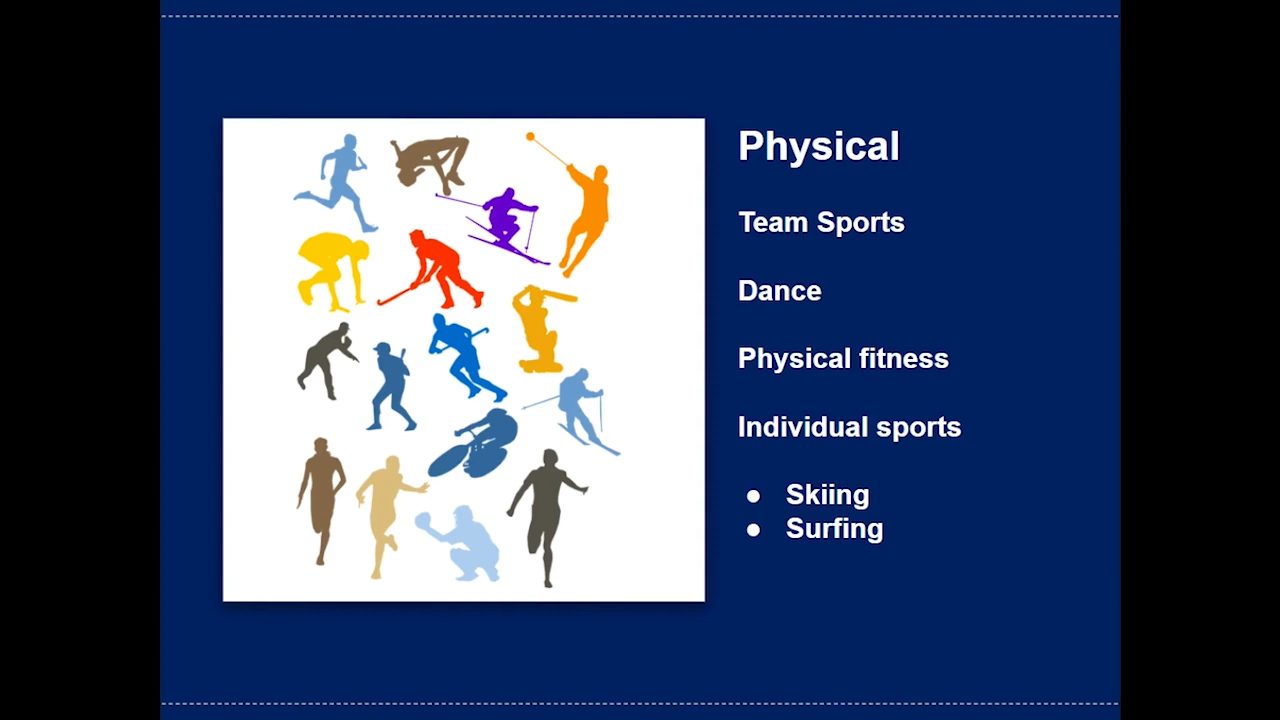 Physical
Team Sports
Dance
Physical fitness
Individual sports
● Skiing
● Surfing